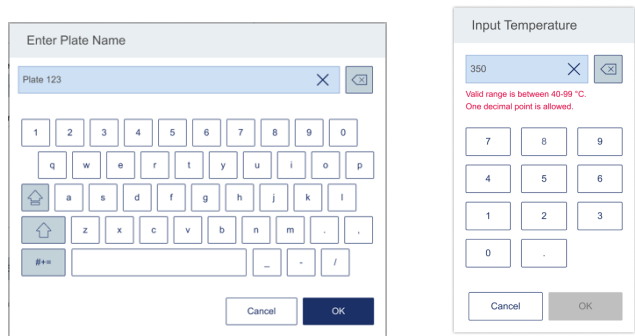 Enter Plate Name
Plate 123
1 2 3 4 5 6 7 8 9 0
q w e r t y u i o p
a s d f g h j k l
z x c v b n m . ,
#+= _ - /
Cancel OK
Input Temperature
350
Valid range is between 40-99 °C.
One decimal point is allowed.
7 8 9
4 5 6
1 2 3
0 .
Cancel OK